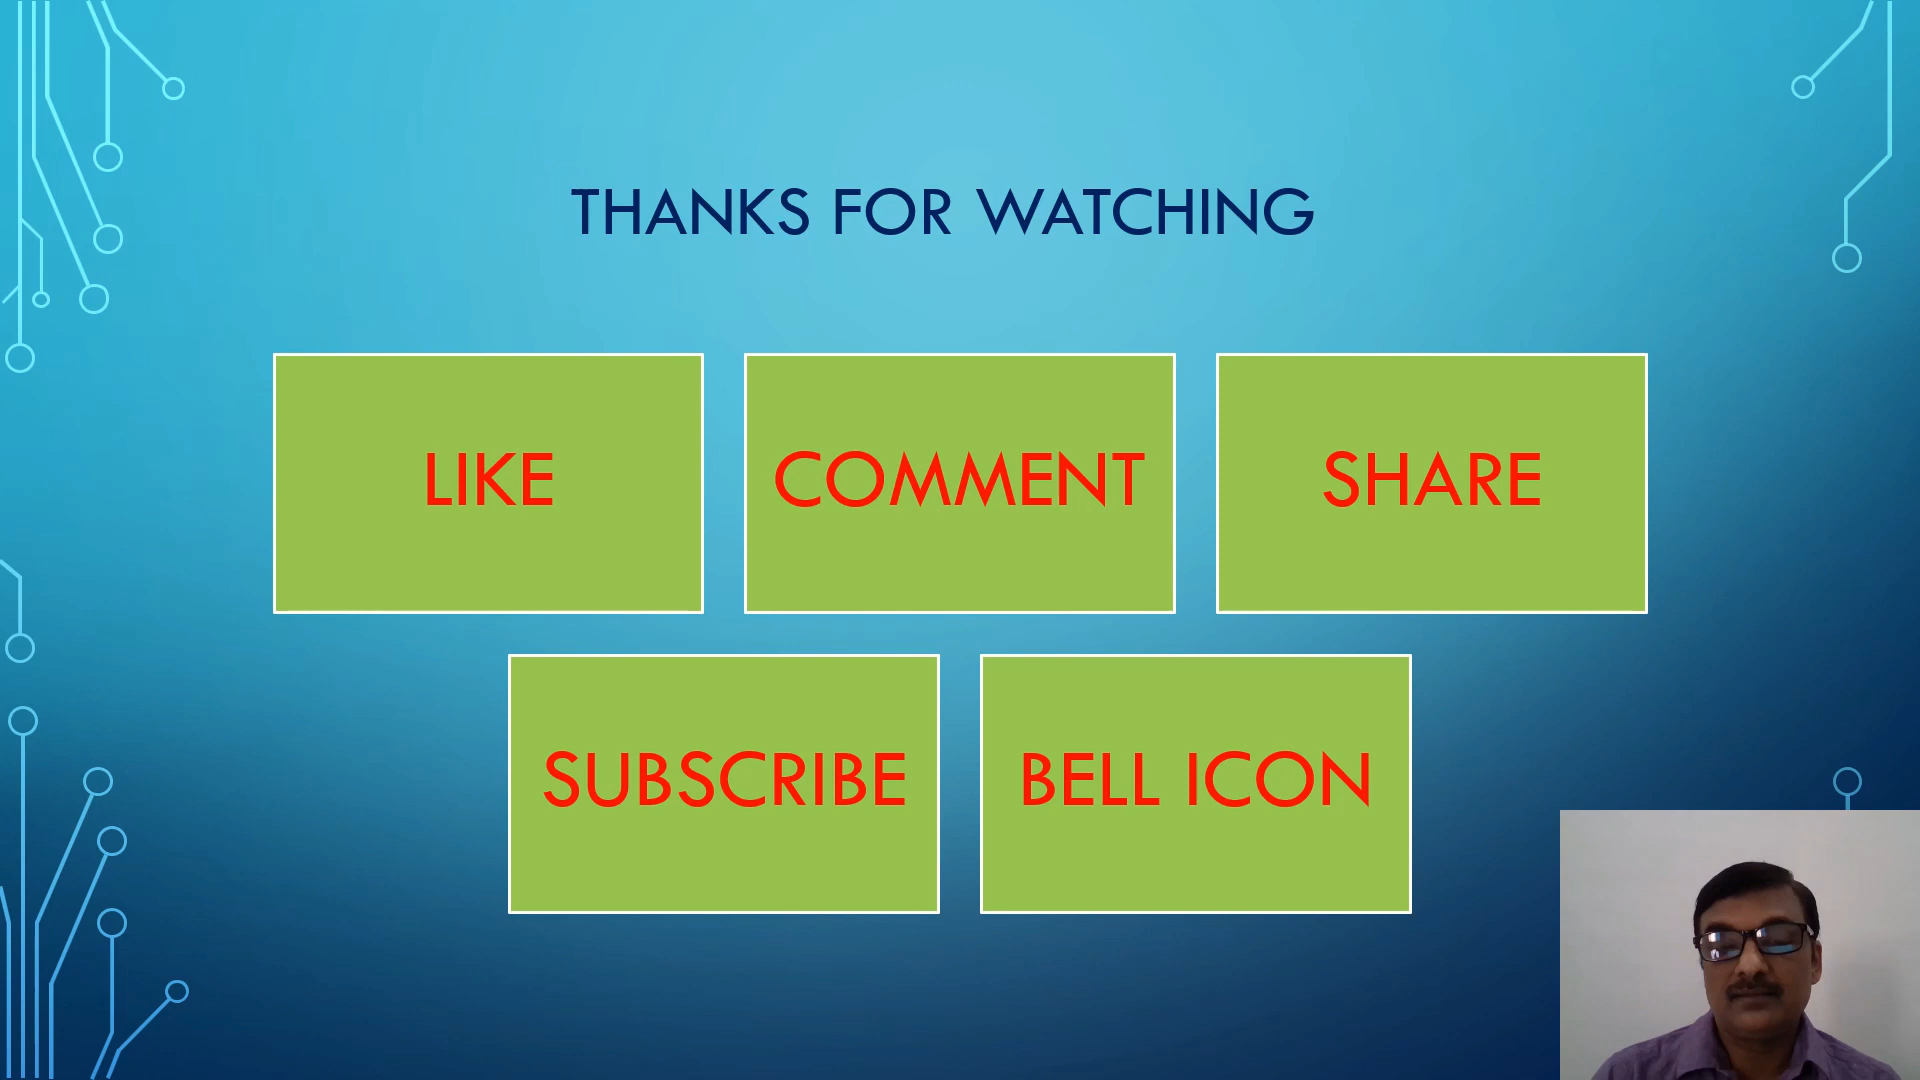 THANKS FOR WATCHING
LIKE
COMMENT
SHARE
SUBSCRIBE
BELL ICON